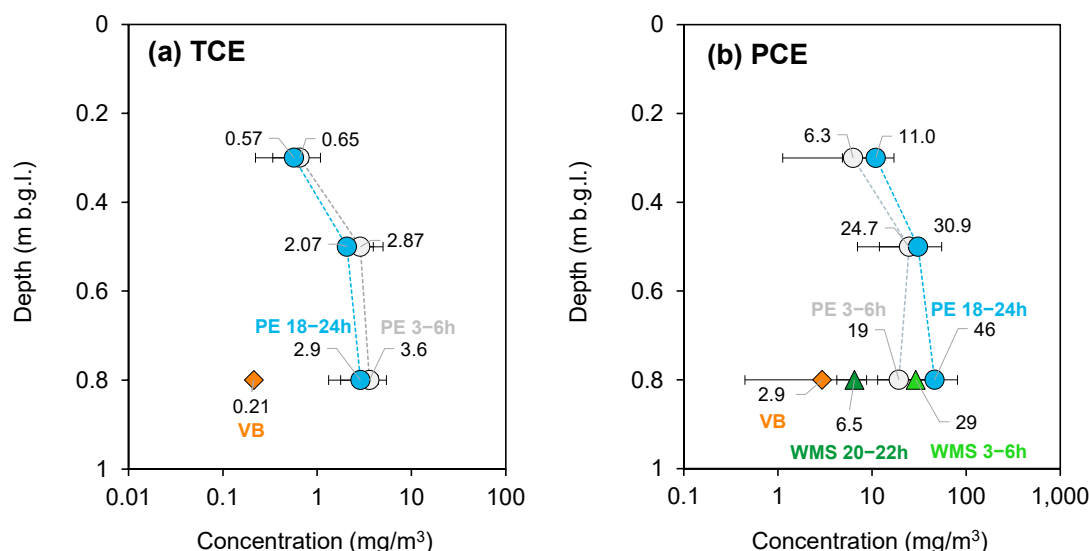 (a) TCE
0
0.2
0.4
0.6
0.8
1
Depth (m b.g.l.)
0.57
0.65
2.07
2.87
PE 18−24h
PE 3−6h
2.9
3.6
0.21
VB
0.01
0.1
1
10
100
Concentration (mg/m³)
(b) PCE
0
0.2
0.4
0.6
0.8
1
Depth (m b.g.l.)
6.3
11.0
24.7
30.9
PE 3−6h
PE 18−24h
19
46
2.9
VB
6.5
29
WMS 20−22h
WMS 3−6h
0.1
1
10
100
1,000
Concentration (mg/m³)